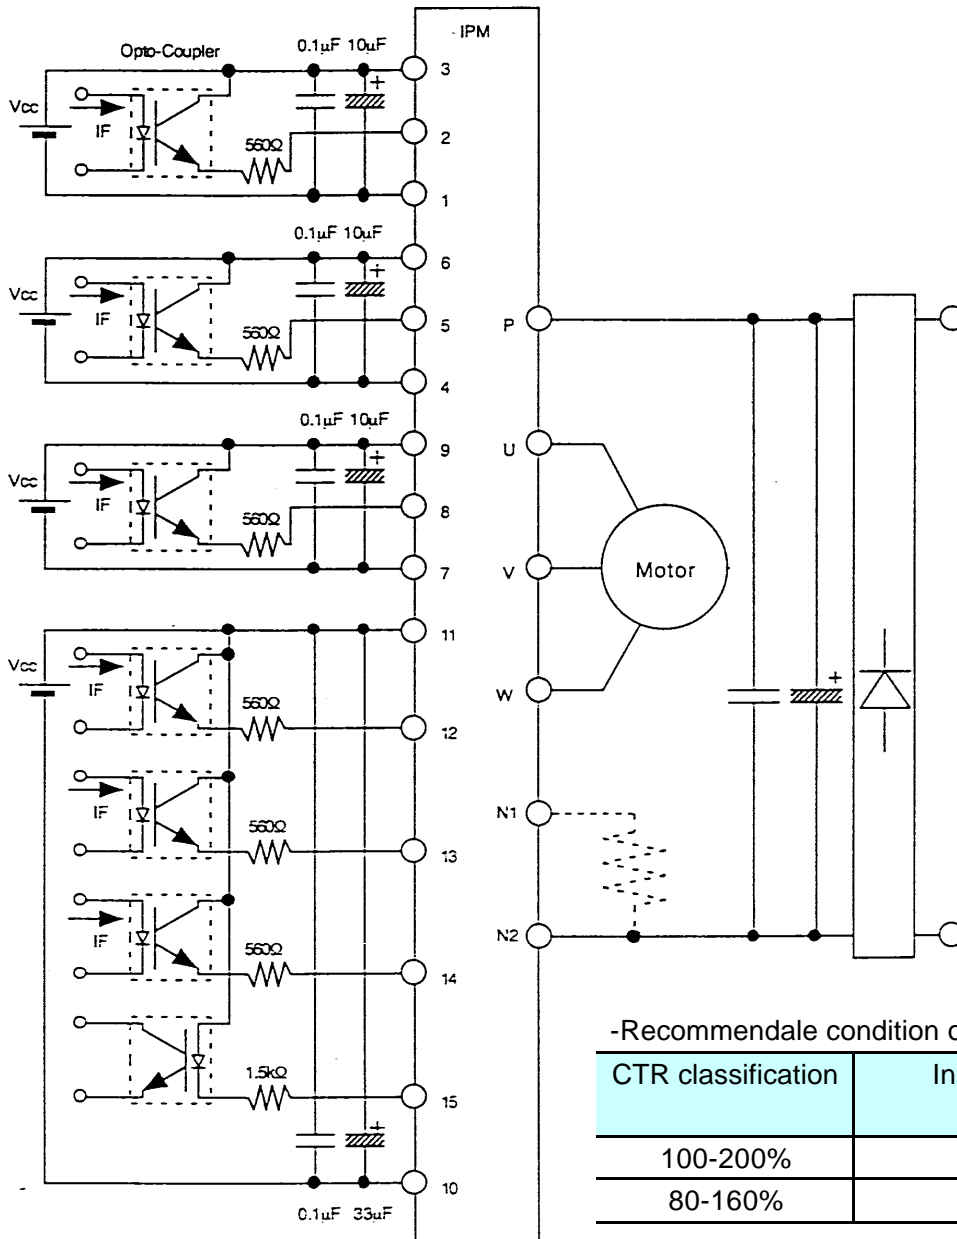 IPM
Opto-Coupler
0.1µF 10µF
3
Vcc
IF
2
560Ω
1
0.1µF 10µF
6
Vcc
IF
5
560Ω
4
P
0.1µF 10µF
9
Vcc
IF
8
560Ω
7
U
V
W
Motor
11
Vcc
IF
560Ω
12
IF
560Ω
13
N1
IF
560Ω
14
N2
1.5kΩ
15
10
0.1µF 33µF
-Recommendale condition
CTR classification
In
100-200%
80-160%